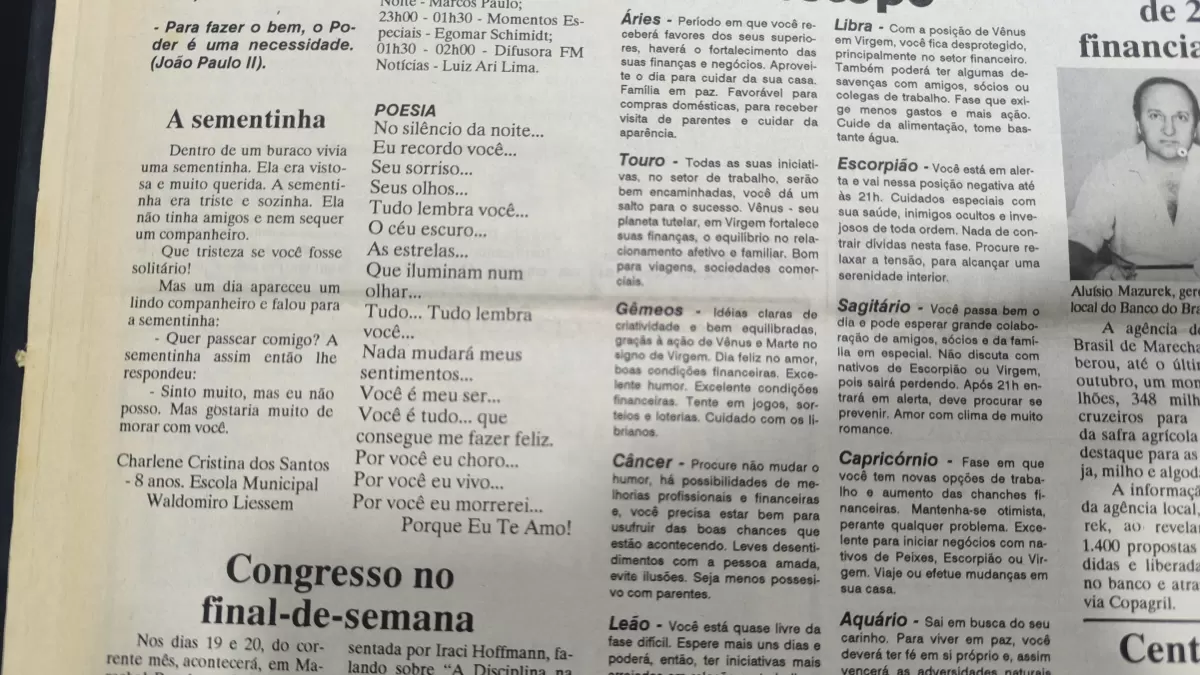 - Para fazer o bem, o Po-
der é uma necessidade.
(João Paulo II).
A sementinha
Dentro de um buraco vivia
uma sementinha. Ela era visto-
sa e muito querida. A sementi-
nha era triste e sozinha. Ela
não tinha amigos e nem sequer
um companheiro.
Que tristeza se você fosse
solitário!
Mas um dia apareceu um
lindo companheiro e falou para
a sementinha:
- Quer passear comigo? A
sementinha assim então lhe
respondeu:
- Sinto muito, mas eu não
posso. Mas gostaria muito de
morar com você.
Charlene Cristina dos Santos
- 8 anos. Escola Municipal
Waldomiro Liessem
Noite - Marcos Paulo;
23h00 - 01h30 - Momentos Es-
peciais - Egomar Schimidt;
01h30 - 02h00 - Difusora FM
Notícias - Luiz Ari Lima.
POESIA
No silêncio da noite...
Eu recordo você...
Seu sorriso...
Seus olhos...
Tudo lembra você...
O céu escuro...
As estrelas...
Que iluminam num
olhar...
Tudo... Tudo lembra
você...
Nada mudará meus
sentimentos...
Você é meu ser...
Você é tudo... que
consegue me fazer feliz.
Por você eu choro...
Por você eu vivo...
Por você eu morrerei...
Porque Eu Te Amo!
Congresso no
final-de-semana
Nos dias 19 e 20, do cor-
rente mês, acontecerá, em Ma-
sentada por Iraci Hoffmann, fa-
lando sobre "A Disciplina na
Áries - Período em que você re-
ceberá favores dos seus superio-
res, haverá o fortalecimento das
suas finanças e negócios. Aprovei-
te o dia para cuidar da sua casa.
Família em paz. Favorável para
compras domésticas, para receber
visita de parentes e cuidar da
aparência.
Touro - Todas as suas iniciati-
vas, no setor de trabalho, serão
bem encaminhadas, você dá um
salto para o sucesso. Vênus - seu
planeta tutelar, em Virgem fortalece
suas finanças, o equilibrio no rela-
cionamento afetivo e familiar. Bom
para viagens, sociedades comer-
ciais.
Gêmeos - Idéias claras de
criatividade e bem equilibradas,
graças à ação de Vênus e Marte no
signo de Virgem. Dia feliz no amor,
boas condições financeiras. Exce-
lente humor. Excelente condições
financeiras. Tente em jogos, sor-
teios e loterias. Cuidado com os li-
brianos.
Câncer - Procure não mudar o
humor, há possibilidades de me-
lhorias profissionais e financeiras
e, você precisa estar bem para
usufruir das boas chances que
estão acontecendo. Leves desenti-
dimentos com a pessoa amada,
evite ilusões. Seja menos possesi-
vo com parentes.
Leão - Você está quase livre da
fase difícil. Espere mais uns dias e
poderá, então, ter iniciativas mais
Libra - Com a posição de Vênus
em Virgem, você fica desprotegido,
principalmente no setor financeiro.
Também poderá ter algumas de-
savenças com amigos, sócios ou
colegas de trabalho. Fase que exi-
ge menos gastos e mais ação.
Cuide da alimentação, tome bas-
tante água.
Escorpião - Você está em aler-
ta e vai nessa posição negativa até
às 21h. Cuidados especiais com
sua saúde, inimigos ocultos e inve-
josos de toda ordem. Nada de con-
trair dívidas nesta fase. Procure re-
laxar a tensão, para alcançar uma
serenidade interior.
Sagitário - Você passa bem o
dia e pode esperar grande colabo-
ração de amigos, sócios e da famí-
lia em especial. Não discuta com
nativos de Escorpião ou Virgem,
pois sairá perdendo. Após 21h en-
trará em alerta, deve procurar se
prevenir. Amor com clima de muito
romance.
Capricórnio - Fase em que
você tem novas opções de traba-
lho e aumento das chanches fi-
nanceiras. Mantenha-se otimista,
perante qualquer problema. Exce-
lente para iniciar negócios com na-
tivos de Peixes, Escorpião ou Vir-
gem. Viaje ou efetue mudanças em
sua casa.
Aquário - Sai em busca do seu
carinho. Para viver em paz, você
deverá ter fé em si próprio e, assim
vencerá as adversidades naturais
de 2
financia
Aluísio Mazurek, gere
local do Banco do Bra
A agência do
Brasil de Marecha
berou, até o últim
outubro, um mon
lhões, 348 milh
cruzeiros para
da safra agrícola
destaque para as
ja, milho e algod
A informaç
da agência local,
rek, ao revelar
1.400 propostas
didas e liberada
no banco e atra
via Copagril.
Cent